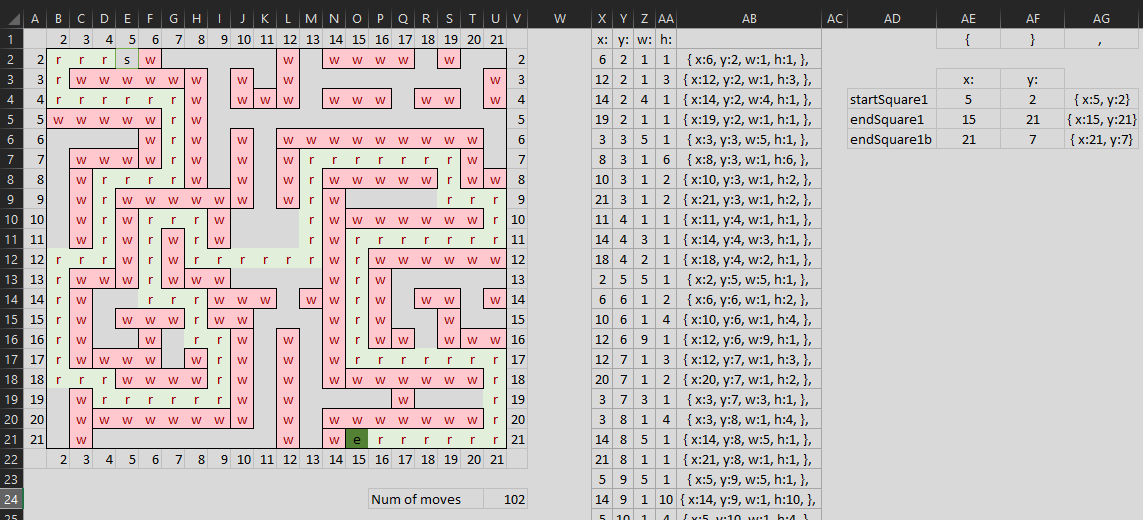 A B C D E F G H I J K L M N O P Q R S T U V W X Y Z AA AB AC AD AE AF AG
1 2 3 4 5 6 7 8 9 10 11 12 13 14 15 16 17 18 19 20 21 x: y: w: h: { } ,
2 2 r r r s w w w w w w w 2 6 2 1 1 { x:6, y:2, w:1, h:1, },
3 3 r w w w w w w w w w 3 12 2 1 3 { x:12, y:2, w:1, h:3, }, x: y:
4 4 r r r r r r w w w w w w w w w w 4 14 2 4 1 { x:14, y:2, w:4, h:1, }, startSquare1 5 2 { x:5, y:2}
5 5 w w w w w r w 5 19 2 1 1 { x:19, y:2, w:1, h:1, }, endSquare1 15 21 { x:15, y:21}
6 6 w r w w w w w w w w w w w 6 3 3 5 1 { x:3, y:3, w:5, h:1, }, endSquare1b 21 7 { x:21, y:7}
7 7 w w w w r w w w r r r r r r r w 7 8 3 1 6 { x:8, y:3, w:1, h:6, },
8 8 w r r r r w w w r w w w w w r w w 8 10 3 1 2 { x:10, y:3, w:1, h:2, },
9 9 w r w w w w w w w r w r r r 9 21 3 1 2 { x:21, y:3, w:1, h:2, },
10 10 w r w r r r w r w w w w w w w r 10 11 4 1 1 { x:11, y:4, w:1, h:1, },
11 11 w r w r w r w r w r r r r r r r 11 14 4 3 1 { x:14, y:4, w:3, h:1, },
12 12 r r r w r w r r r r r r w r w w w w w w 12 18 4 2 1 { x:18, y:4, w:2, h:1, },
13 13 r w w w r w w w w r w 13 2 5 5 1 { x:2, y:5, w:5, h:1, },
14 14 r w r r r w w w w w r w w w w 14 6 6 1 2 { x:6, y:6, w:1, h:2, },
15 15 r w w w w r w w w r w w 15 10 6 1 4 { x:10, y:6, w:1, h:4, },
16 16 r w w r r w w w r w w w w w 16 12 6 9 1 { x:12, y:6, w:9, h:1, },
17 17 r w w w w w r w w w r r r r r r r 17 12 7 1 3 { x:12, y:7, w:1, h:3, },
18 18 r r r w w w w r w w w w w w w w w r 18 20 7 1 2 { x:20, y:7, w:1, h:2, },
19 19 w r r r r r r w w w r 19 3 7 3 1 { x:3, y:7, w:3, h:1, },
20 20 w w w w w w w w w w w w w w w w r 20 3 8 1 4 { x:3, y:8, w:1, h:4, },
21 21 w w w e r r r r r r 21 14 8 5 1 { x:14, y:8, w:5, h:1, },
22 2 3 4 5 6 7 8 9 10 11 12 13 14 15 16 17 18 19 20 21 21 8 1 1 { x:21, y:8, w:1, h:1, },
23 5 9 5 1 { x:5, y:9, w:5, h:1, },
24 Num of moves 102 14 9 1 10 { x:14, y:9, w:1, h:10, },
25 5 10 1 4 { x:5, y:10, w:1, h:4, },